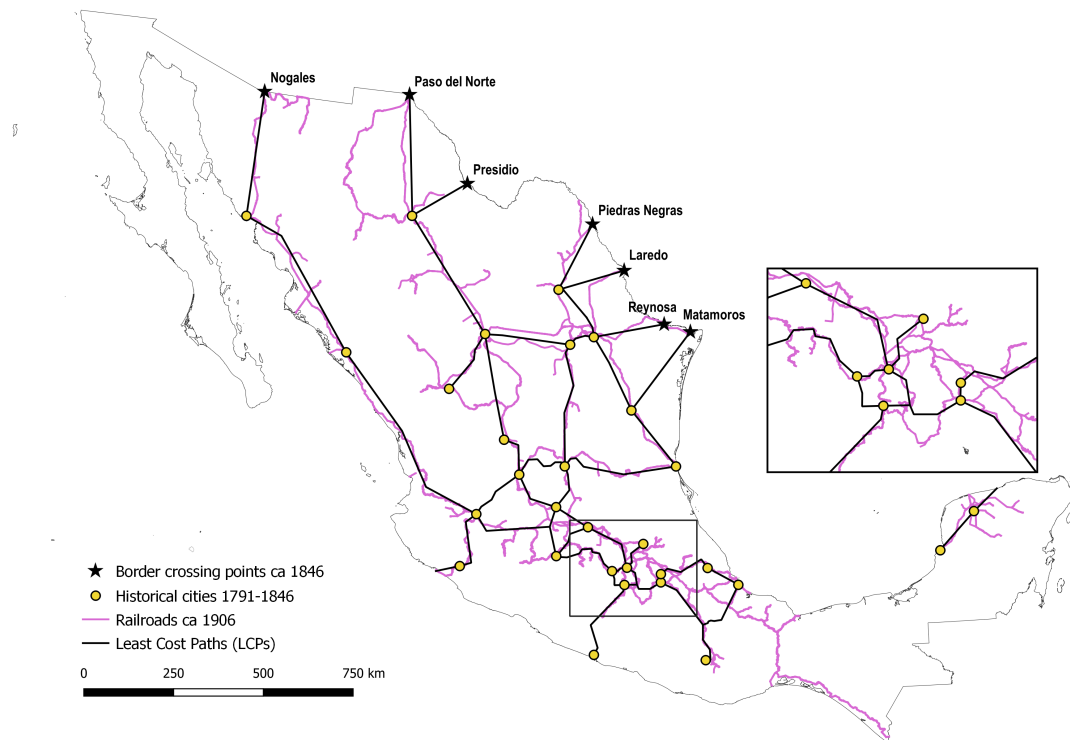 Nogales
Paso del Norte
Presidio
Piedras Negras
Laredo
Reynosa
Matamoros
Border crossing points ca 1846
Historical cities 1791-1846
Railroads ca 1906
Least Cost Paths (LCPs)
0 250 500 750 km